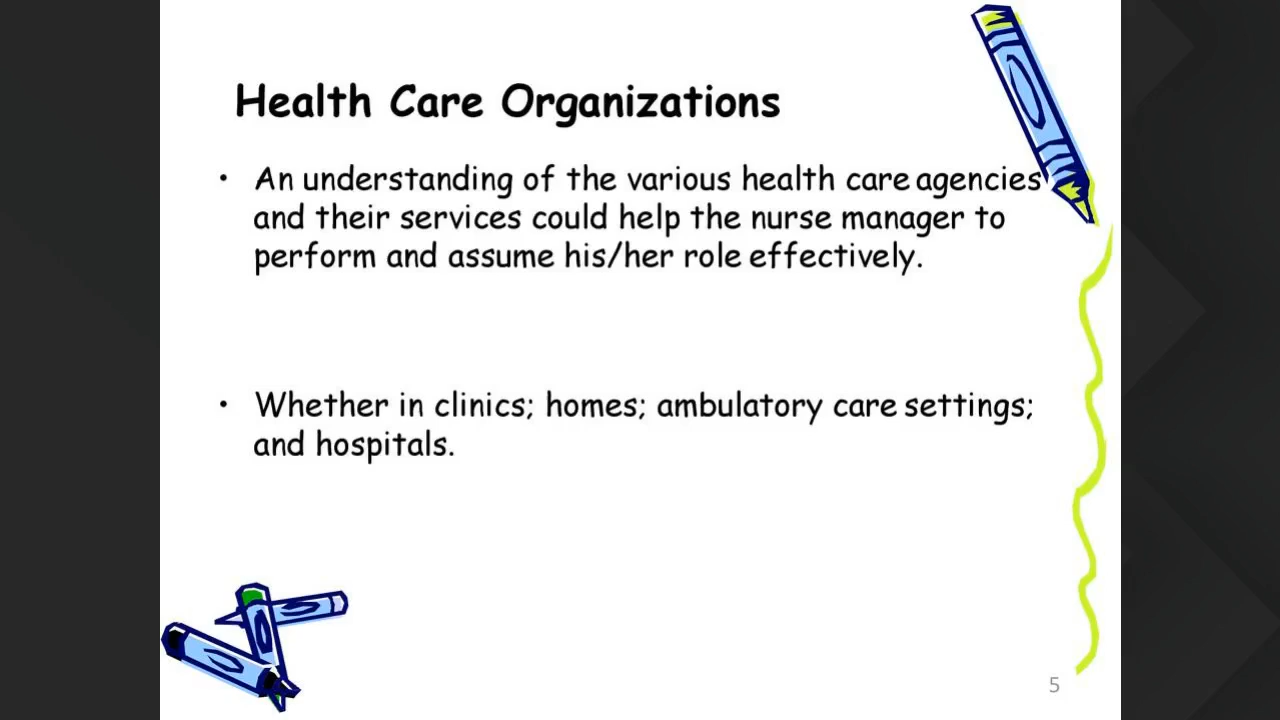 Health Care Organizations
• An understanding of the various health care agencies
and their services could help the nurse manager to
perform and assume his/her role effectively.
• Whether in clinics; homes; ambulatory care settings;
and hospitals.
5